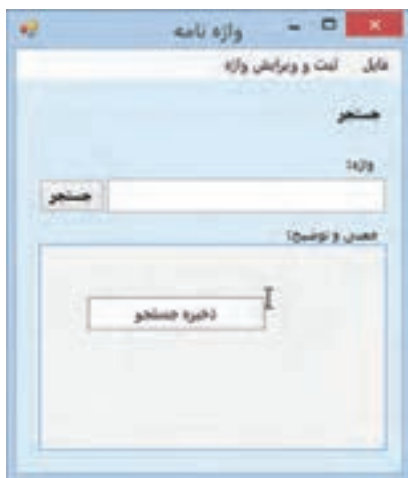 واژه نامه
فایل ثبت و ویرایش واژه
جستجو
واژه:
جستجو
معنی و توضیح:
ذخیره جستجو